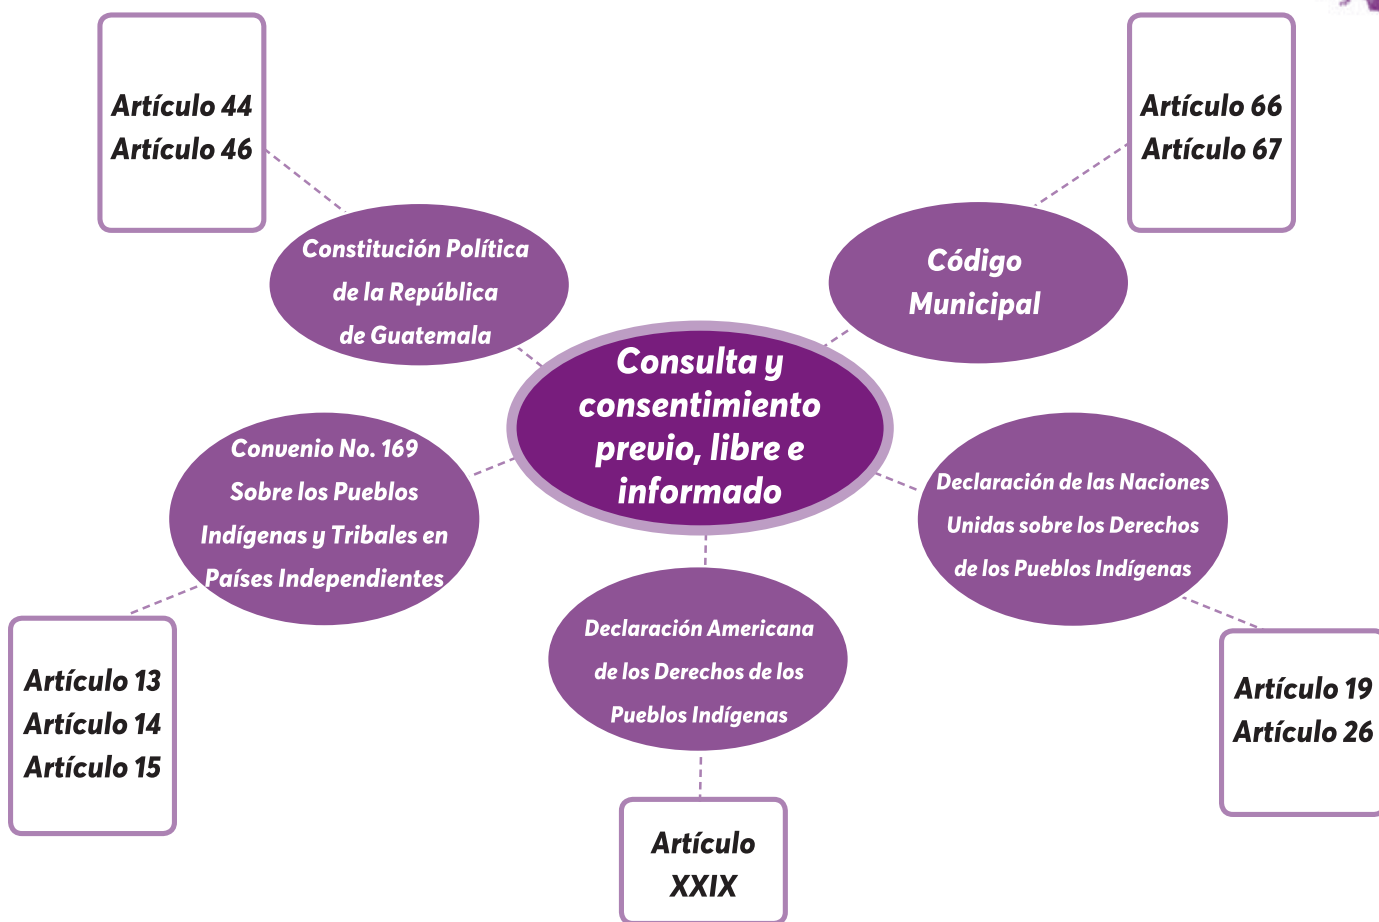 Artículo 44
Artículo 46
Artículo 66
Artículo 67
Constitución Política
de la República
de Guatemala
Código
Municipal
Consulta y
consentimiento
previo, libre e
informado
Convenio No. 169
Sobre los Pueblos
Indígenas y Tribales en
Países Independientes
Declaración de las Naciones
Unidas sobre los Derechos
de los Pueblos Indígenas
Declaración Americana
de los Derechos de los
Pueblos Indígenas
Artículo 13
Artículo 14
Artículo 15
Artículo 19
Artículo 26
Artículo
XXIX